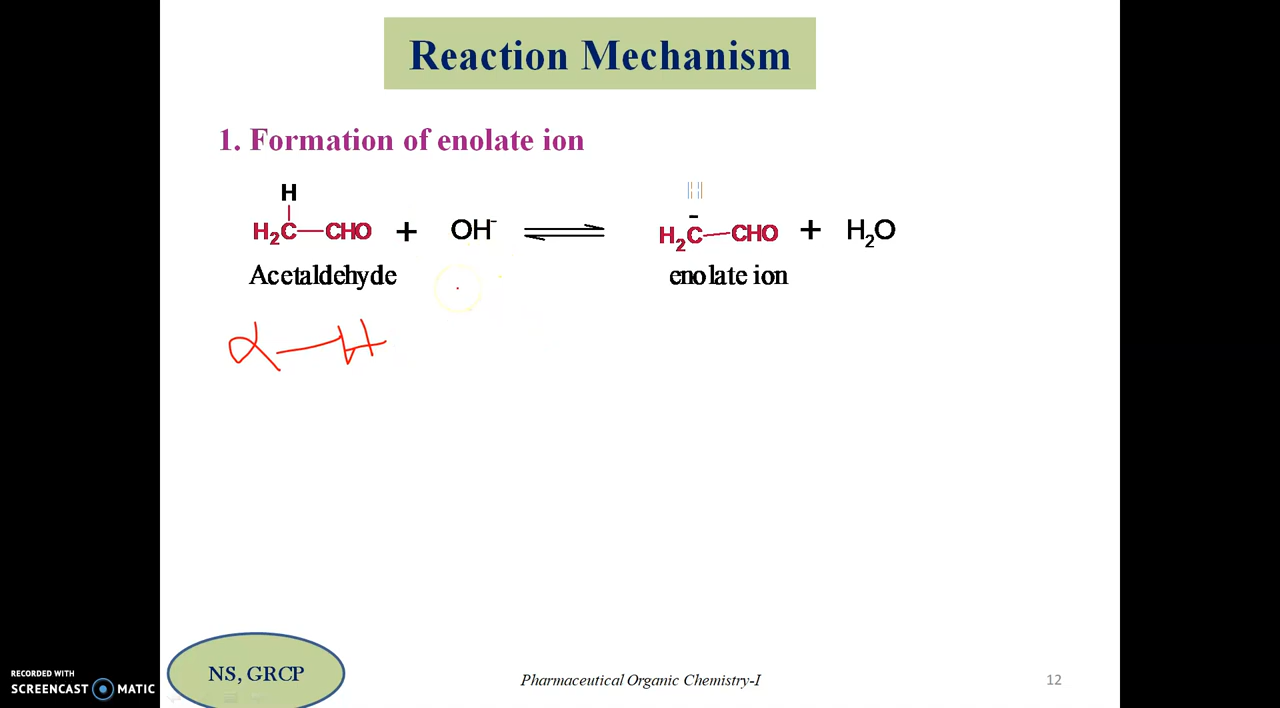 Reaction Mechanism
1. Formation of enolate ion
H
H₂C—CHO + OH⁻ ⇌ H₂C̄—CHO + H₂O
Acetaldehyde enolate ion
α—H
NS, GRCP
Pharmaceutical Organic Chemistry-I
12
RECORDED WITH
SCREENCAST MATIC